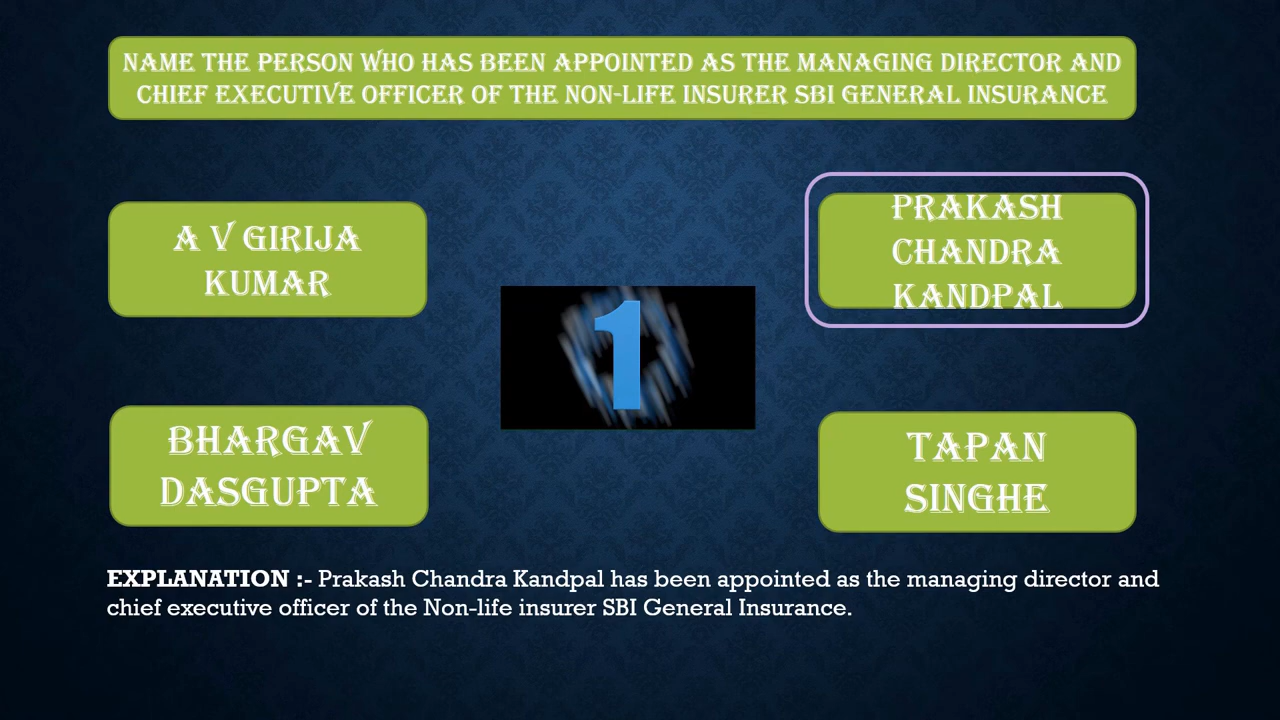 NAME THE PERSON WHO HAS BEEN APPOINTED AS THE MANAGING DIRECTOR AND
CHIEF EXECUTIVE OFFICER OF THE NON-LIFE INSURER SBI GENERAL INSURANCE
A V GIRIJA
KUMAR
PRAKASH
CHANDRA
KANDPAL
1
BHARGAV
DASGUPTA
TAPAN
SINGHE
EXPLANATION :- Prakash Chandra Kandpal has been appointed as the managing director and
chief executive officer of the Non-life insurer SBI General Insurance.